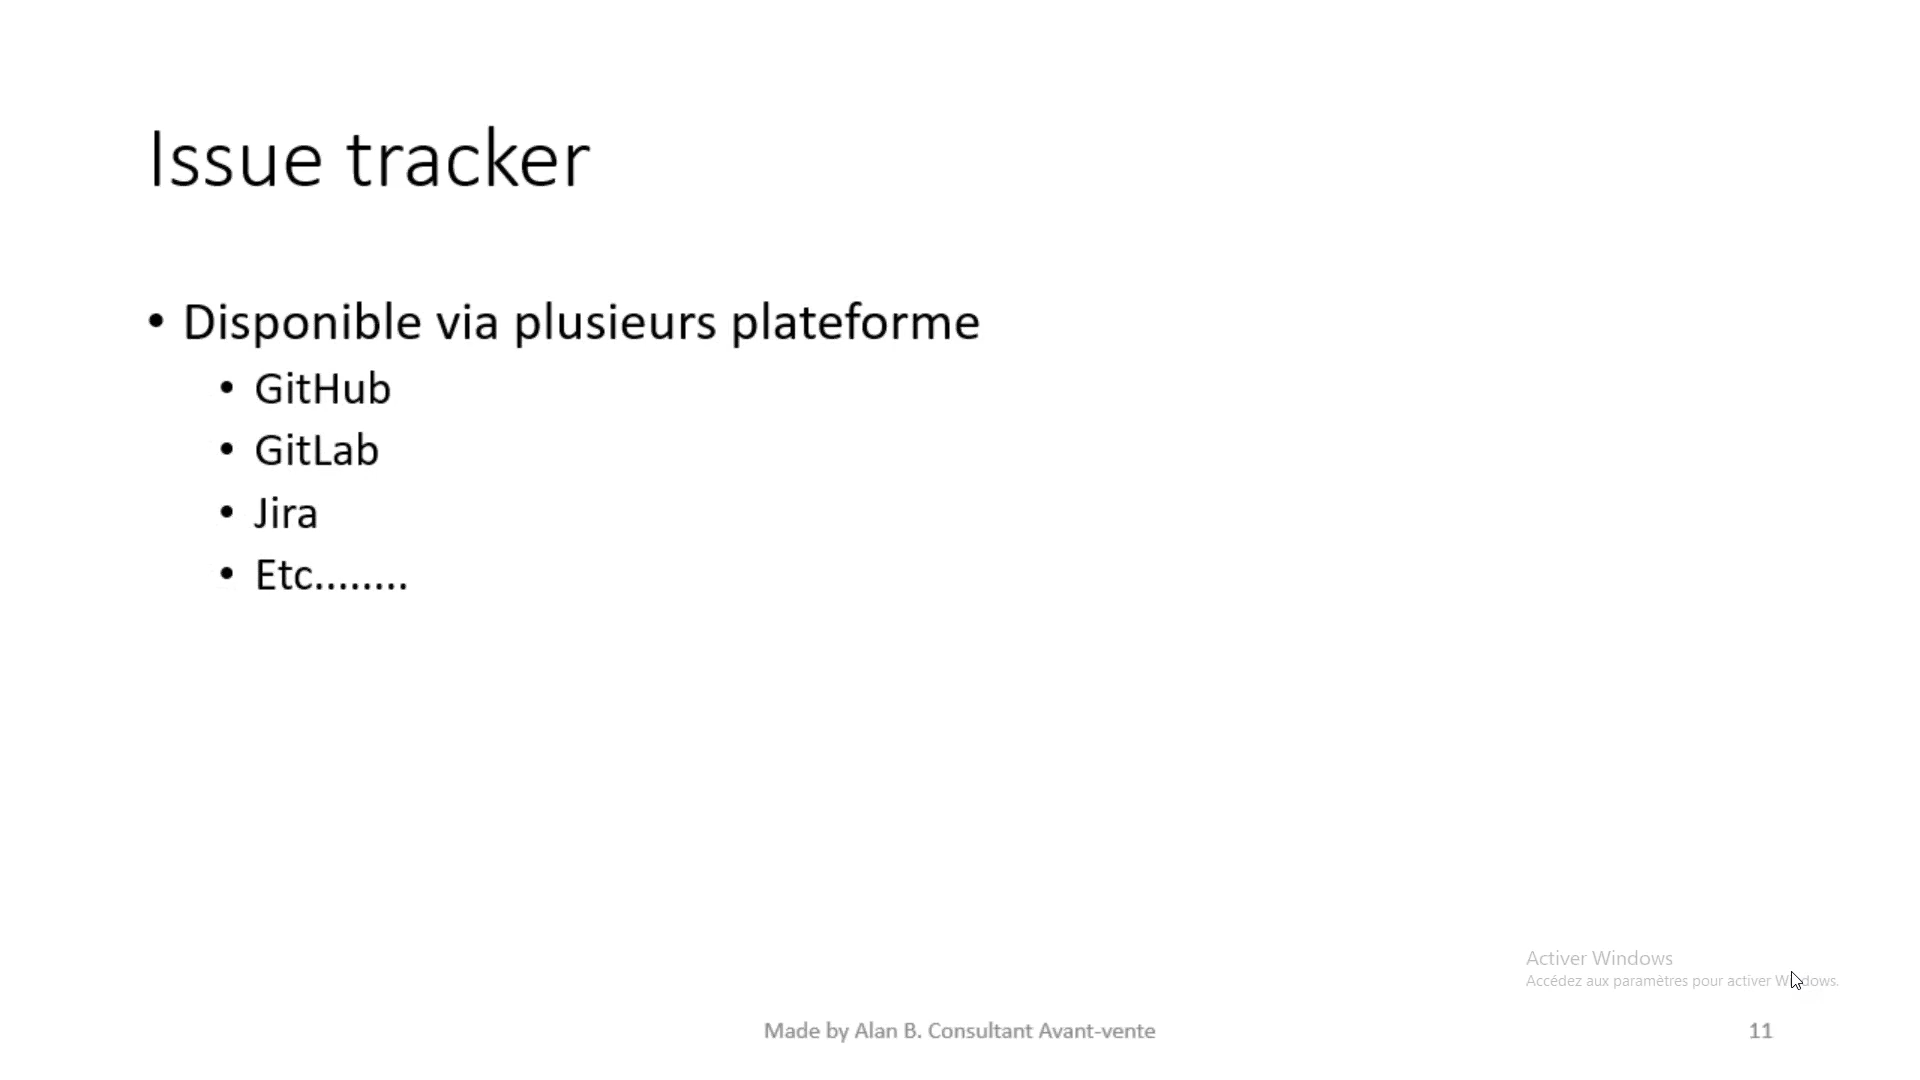 Issue tracker
• Disponible via plusieurs plateforme
• GitHub
• GitLab
• Jira
• Etc........
Activer Windows
Accédez aux paramètres pour activer Windows.
Made by Alan B. Consultant Avant-vente
11